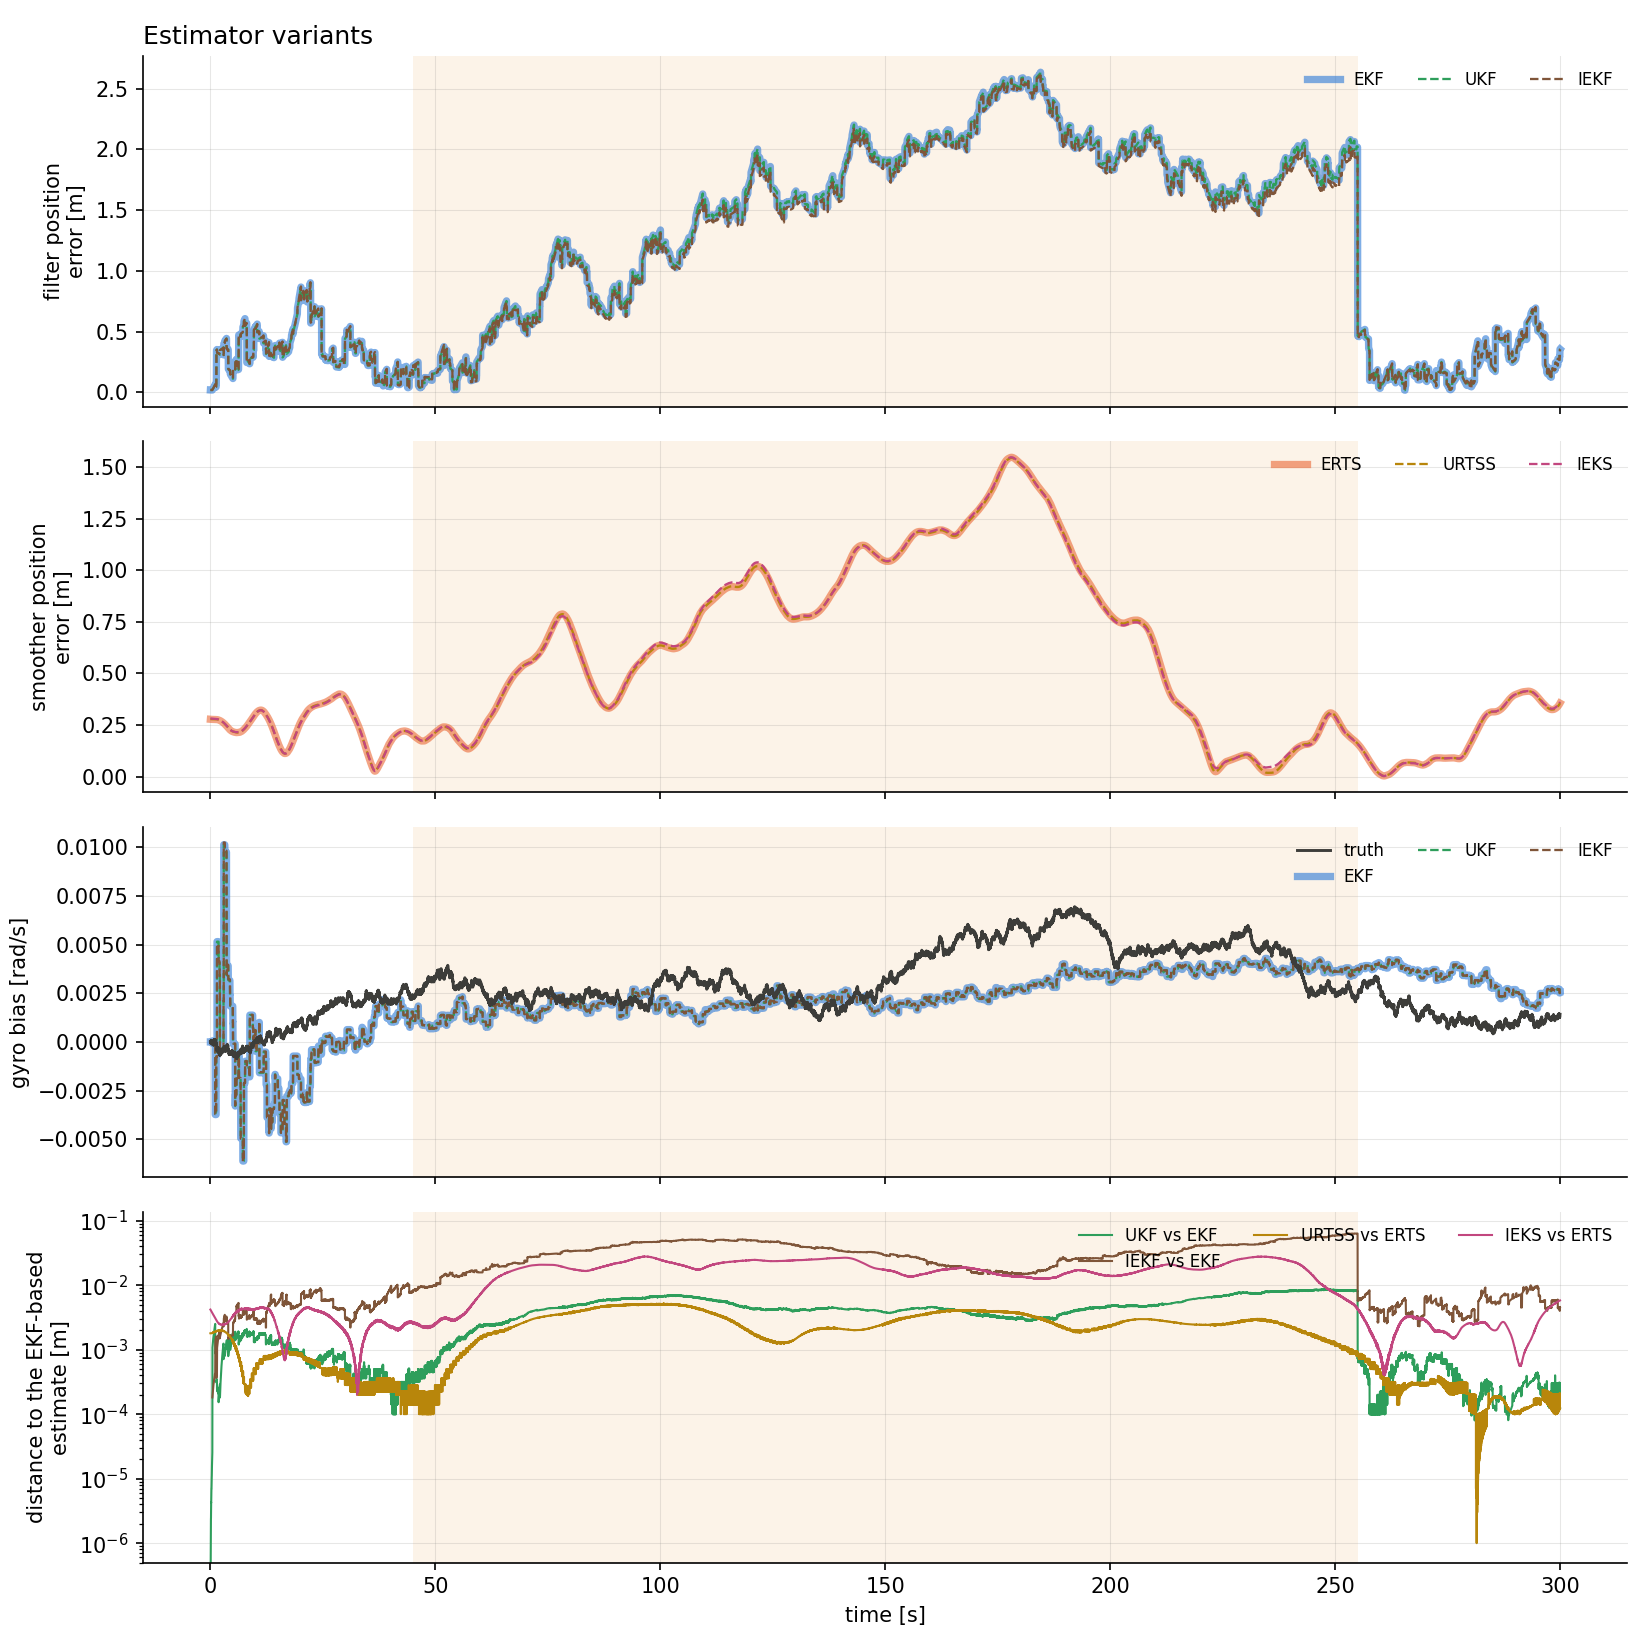 Estimator variants
filter position
error [m]
2.5
2.0
1.5
1.0
0.5
0.0
EKF UKF IEKF
smoother position
error [m]
1.50
1.25
1.00
0.75
0.50
0.25
0.00
ERTS URTSS IEKS
gyro bias [rad/s]
0.0100
0.0075
0.0050
0.0025
0.0000
−0.0025
−0.0050
truth UKF IEKF
EKF
distance to the EKF-based
estimate [m]
10⁻¹
10⁻²
10⁻³
10⁻⁴
10⁻⁵
10⁻⁶
UKF vs EKF URTSS vs ERTS IEKS vs ERTS
IEKF vs EKF
0 50 100 150 200 250 300
time [s]